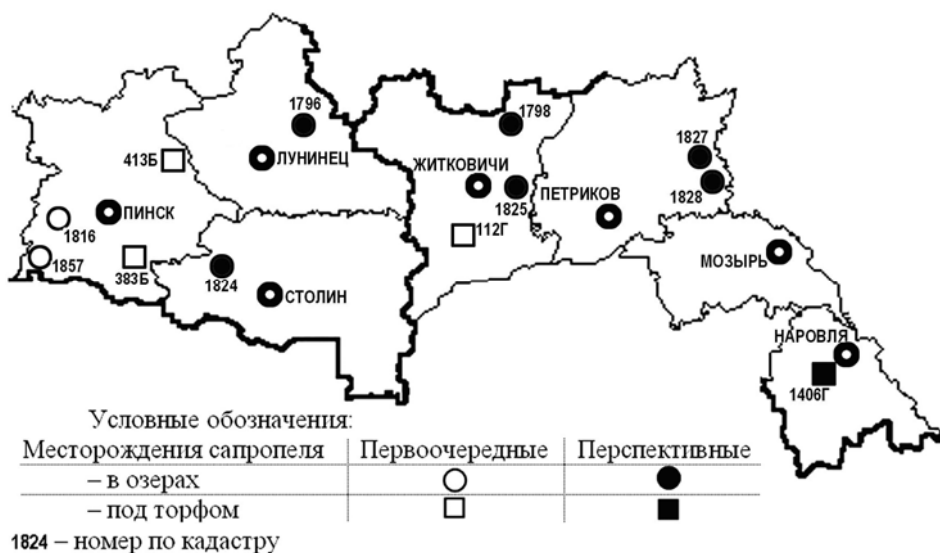 1796
1798
1827
413Б
ЛУНИНЕЦ
ЖИТКОВИЧИ
ПЕТРИКОВ
1828
1825
ПИНСК
1816
112Г
1857
383Б
1824
СТОЛИН
МОЗЫРЬ
НАРОВЛЯ
1406Г
Условные обозначения:
Месторождения сапропеля Первоочередные Перспективные
– в озерах
– под торфом
1824 – номер по кадастру